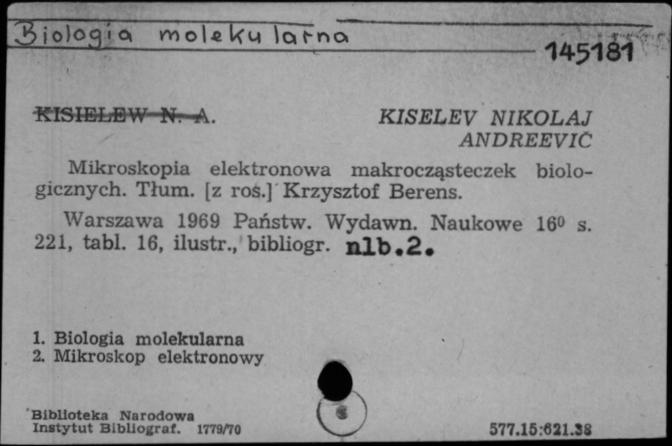 Biologia molekularna
145181
KISIELEW N. A.
KISELEV NIKOLAJ
ANDREEVIČ
Mikroskopia elektronowa makrocząsteczek biolo-
gicznych. Tłum. [z roś.] Krzysztof Berens.
Warszawa 1969 Państw. Wydawn. Naukowe 16⁰ s.
221, tabl. 16, ilustr., bibliogr. nlb.2.
1. Biologia molekularna
2. Mikroskop elektronowy
Biblioteka Narodowa
Instytut Bibliograf. 1779/70
577.15:621.38